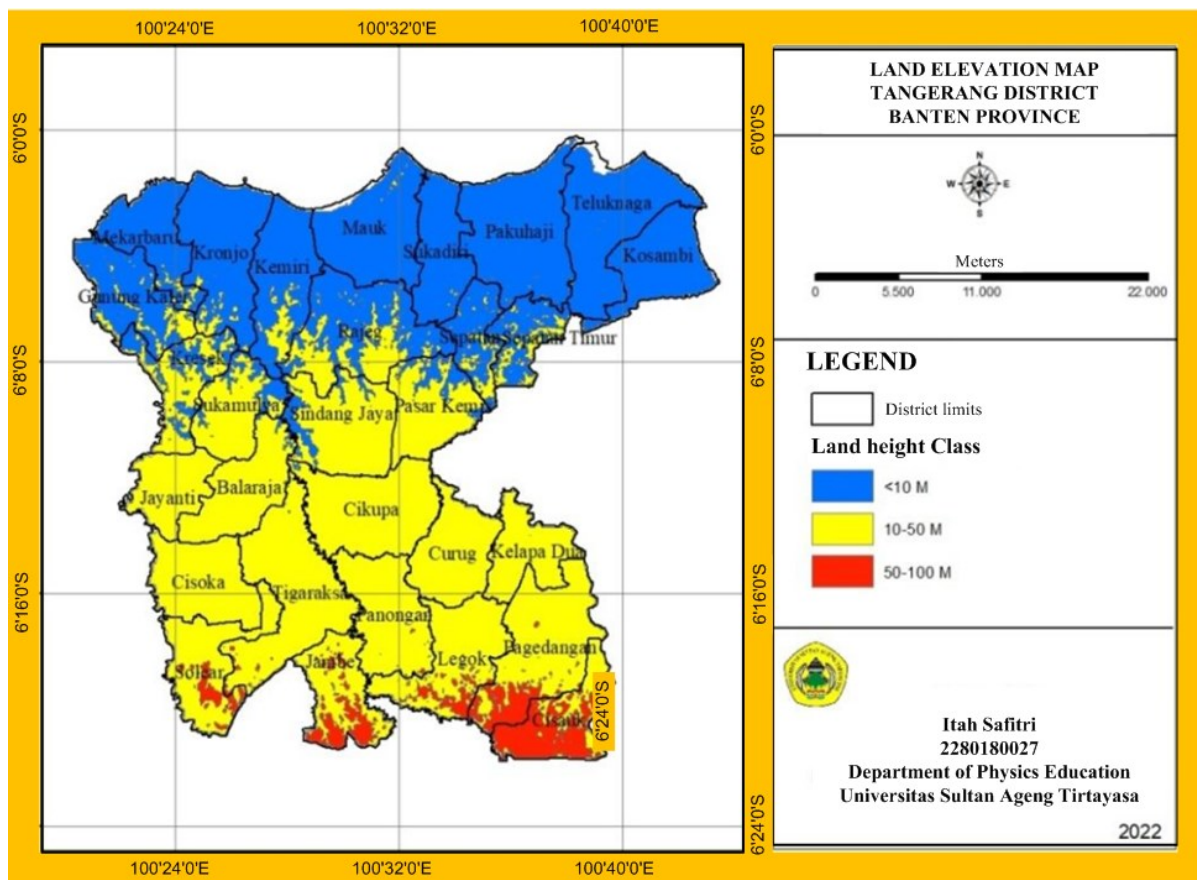 100'24'0'E
100'32'0'E
100'40'0'E
6'0'0'S
6'8'0'S
6'16'0'S
6'24'0'S
Mekarbaru
Kronjo
Kemiri
Mauk
Sukadiri
Pakuhaji
Teluknaga
Kosambi
Gunung Kaler
Kresek
Rajeg
Sepatan
Sepatan Timur
Sukamulya
Sindang Jaya
Pasar Kemis
Jayanti
Balaraja
Cikupa
Curug
Kelapa Dua
Cisoka
Tigaraksa
Panongan
Legok
Pagedangan
Solear
Jambe
Cisauk
100'24'0'E
100'32'0'E
100'40'0'E
6'0'0'S
6'8'0'S
6'16'0'S
6'24'0'S
LAND ELEVATION MAP
TANGERANG DISTRICT
BANTEN PROVINCE
N
W
E
S
Meters
0 5.500 11.000 22.000
LEGEND
District limits
Land height Class
<10 M
10-50 M
50-100 M
Itah Safitri
2280180027
Department of Physics Education
Universitas Sultan Ageng Tirtayasa
2022